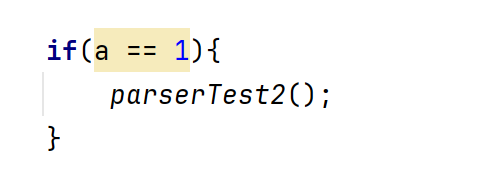 if(a == 1){
    parserTest2();
}